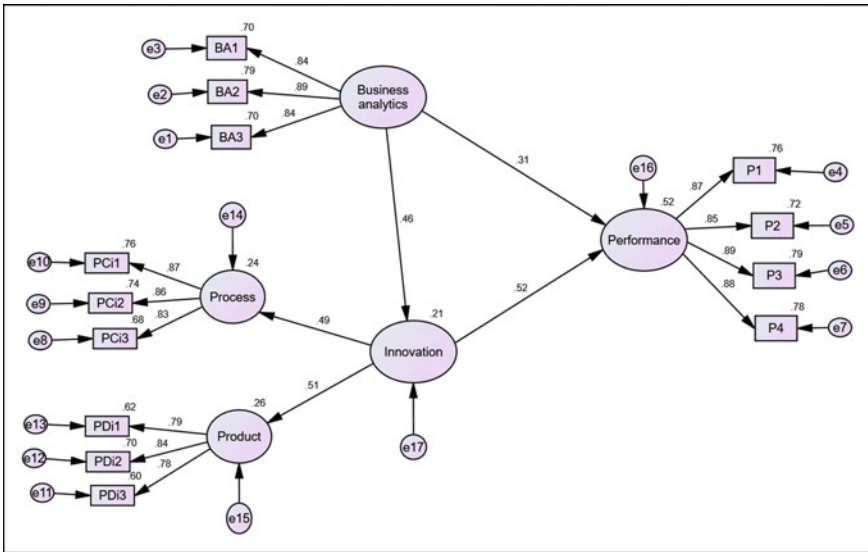 .70
e3
BA1
.84
.79
e2
BA2
.89
Business
analytics
.70
.84
e1
BA3
.31
.76
e16
P1
e4
.87
.52
.72
.85
P2
e5
Performance
.89
.79
P3
e6
.88
.78
P4
e7
.46
e14
.76
e10
PCi1
.87
.24
.74
e9
PCi2
.86
Process
.68
.83
e8
PCi3
.49
.52
.21
Innovation
.51
.62
e13
PDi1
.79
.26
.70
e12
PDi2
.84
Product
.78
.60
e11
PDi3
e17
e15